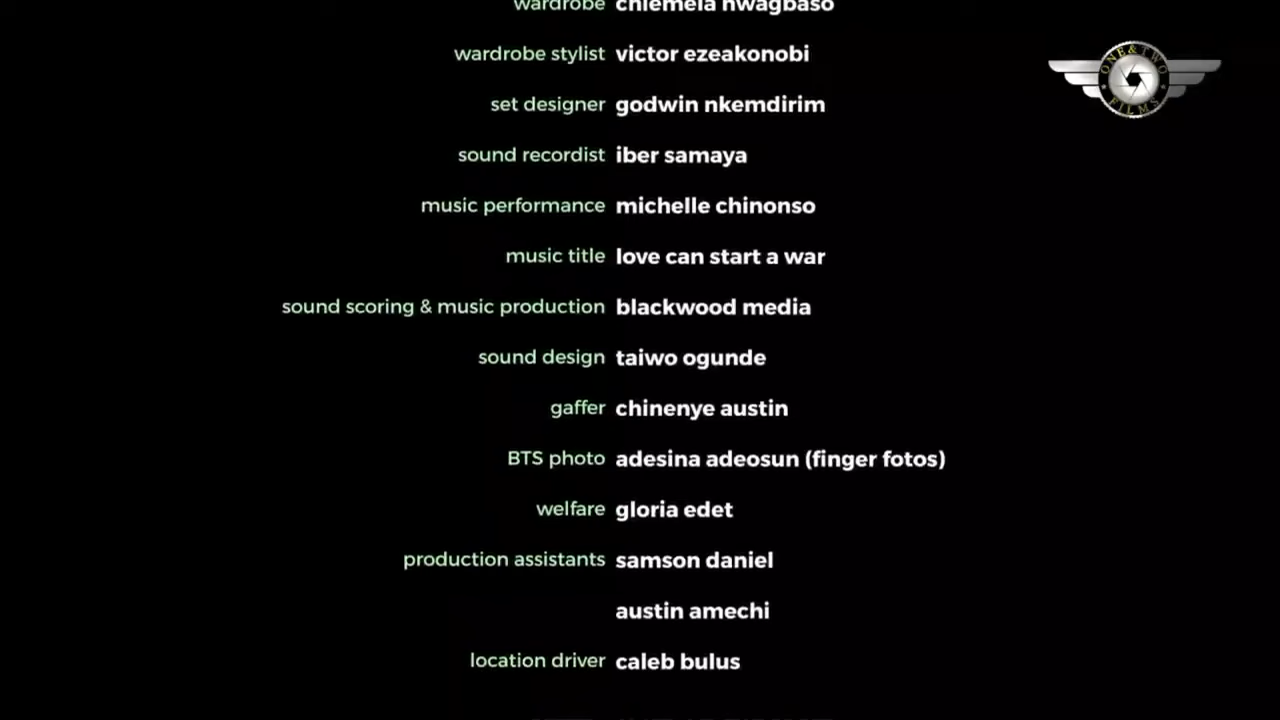 wardrobe chiemela nwagbaso
wardrobe stylist victor ezeakonobi
set designer godwin nkemdirim
sound recordist iber samaya
music performance michelle chinonso
music title love can start a war
sound scoring & music production blackwood media
sound design taiwo ogunde
gaffer chinenye austin
BTS photo adesina adeosun (finger fotos)
welfare gloria edet
production assistants samson daniel
austin amechi
location driver caleb bulus
ONE&TWO
FILMS